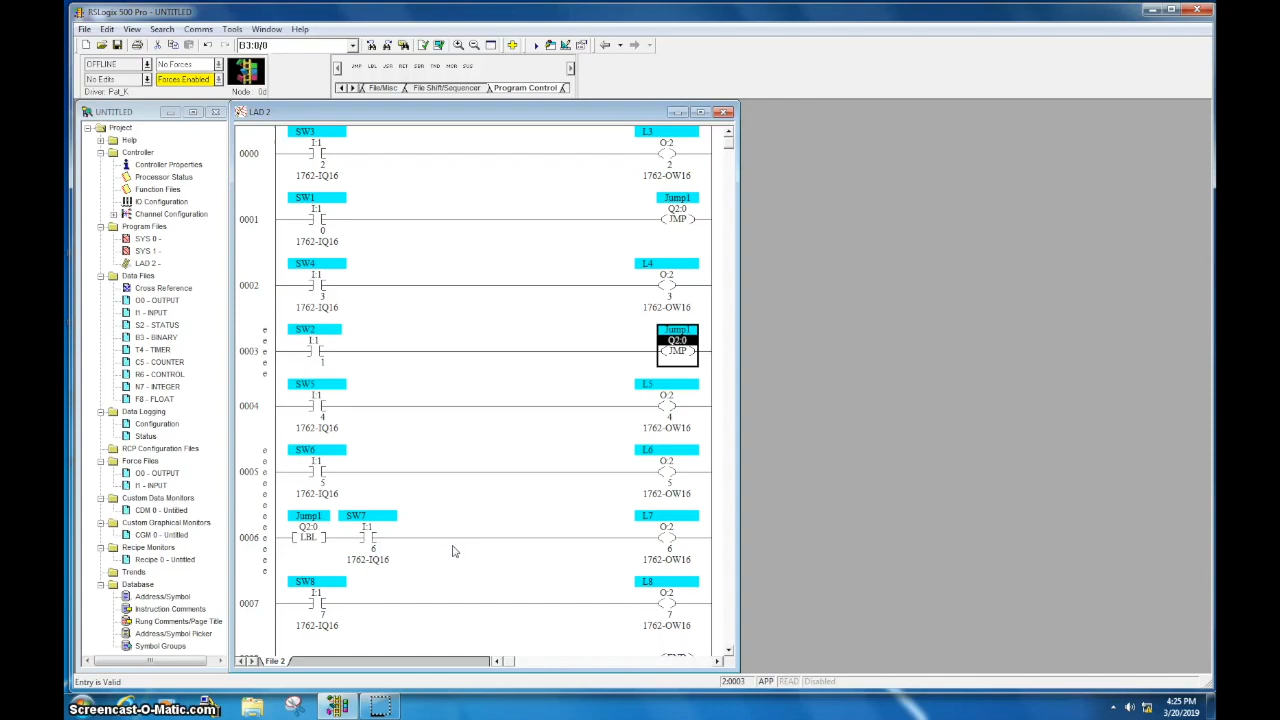 RSLogix 500 Pro - UNTITLED
File Edit View Search Comms Tools Window Help
B3:0/0
OFFLINE No Forces
No Edits Forces Enabled
Driver: Pat_K Node: 0d
JMP LBL JSR RET SBR TND MCR SUS
File/Misc File Shift/Sequencer Program Control
UNTITLED
Project
Help
Controller
Controller Properties
Processor Status
Function Files
IO Configuration
Channel Configuration
Program Files
SYS 0 -
SYS 1 -
LAD 2 -
Data Files
Cross Reference
O0 - OUTPUT
I1 - INPUT
S2 - STATUS
B3 - BINARY
T4 - TIMER
C5 - COUNTER
R6 - CONTROL
N7 - INTEGER
F8 - FLOAT
Data Logging
Configuration
Status
RCP Configuration Files
Force Files
O0 - OUTPUT
I1 - INPUT
Custom Data Monitors
CDM 0 - Untitled
Custom Graphical Monitors
CGM 0 - Untitled
Recipe Monitors
Recipe 0 - Untitled
Trends
Database
Address/Symbol
Instruction Comments
Rung Comments/Page Title
Address/Symbol Picker
Symbol Groups
LAD 2
SW3 L3
I:1 O:2
0000
2 2
1762-IQ16 1762-OW16
SW1 Jump1
I:1 Q2:0
0001 JMP
0
1762-IQ16
SW4 L4
I:1 O:2
0002
3 3
1762-IQ16 1762-OW16
e SW2 Jump1
e I:1 Q2:0
0003 e JMP
e 1
e
SW5 L5
I:1 O:2
0004
4 4
1762-IQ16 1762-OW16
e SW6 L6
e I:1 O:2
0005 e
e 5 5
e 1762-IQ16 1762-OW16
e
e Jump1 SW7 L7
e Q2:0 I:1 O:2
0006 e LBL
e 6 6
e 1762-IQ16 1762-OW16
e
SW8 L8
I:1 O:2
0007
7 7
1762-IQ16 1762-OW16
File 2
Entry is Valid 2:0003 APP READ Disabled
4:25 PM
3/20/2019
Screencast-O-Matic.com